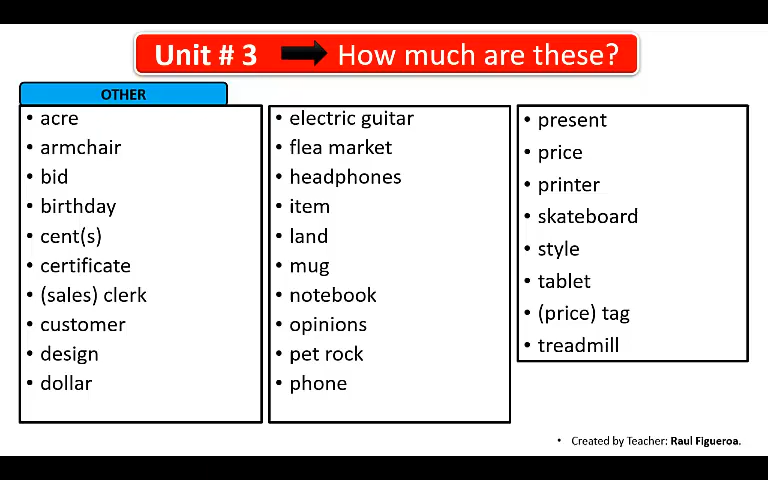 Unit # 3 How much are these?
OTHER
• acre
• armchair
• bid
• birthday
• cent(s)
• certificate
• (sales) clerk
• customer
• design
• dollar
• electric guitar
• flea market
• headphones
• item
• land
• mug
• notebook
• opinions
• pet rock
• phone
• present
• price
• printer
• skateboard
• style
• tablet
• (price) tag
• treadmill
• Created by Teacher: Raul Figueroa.